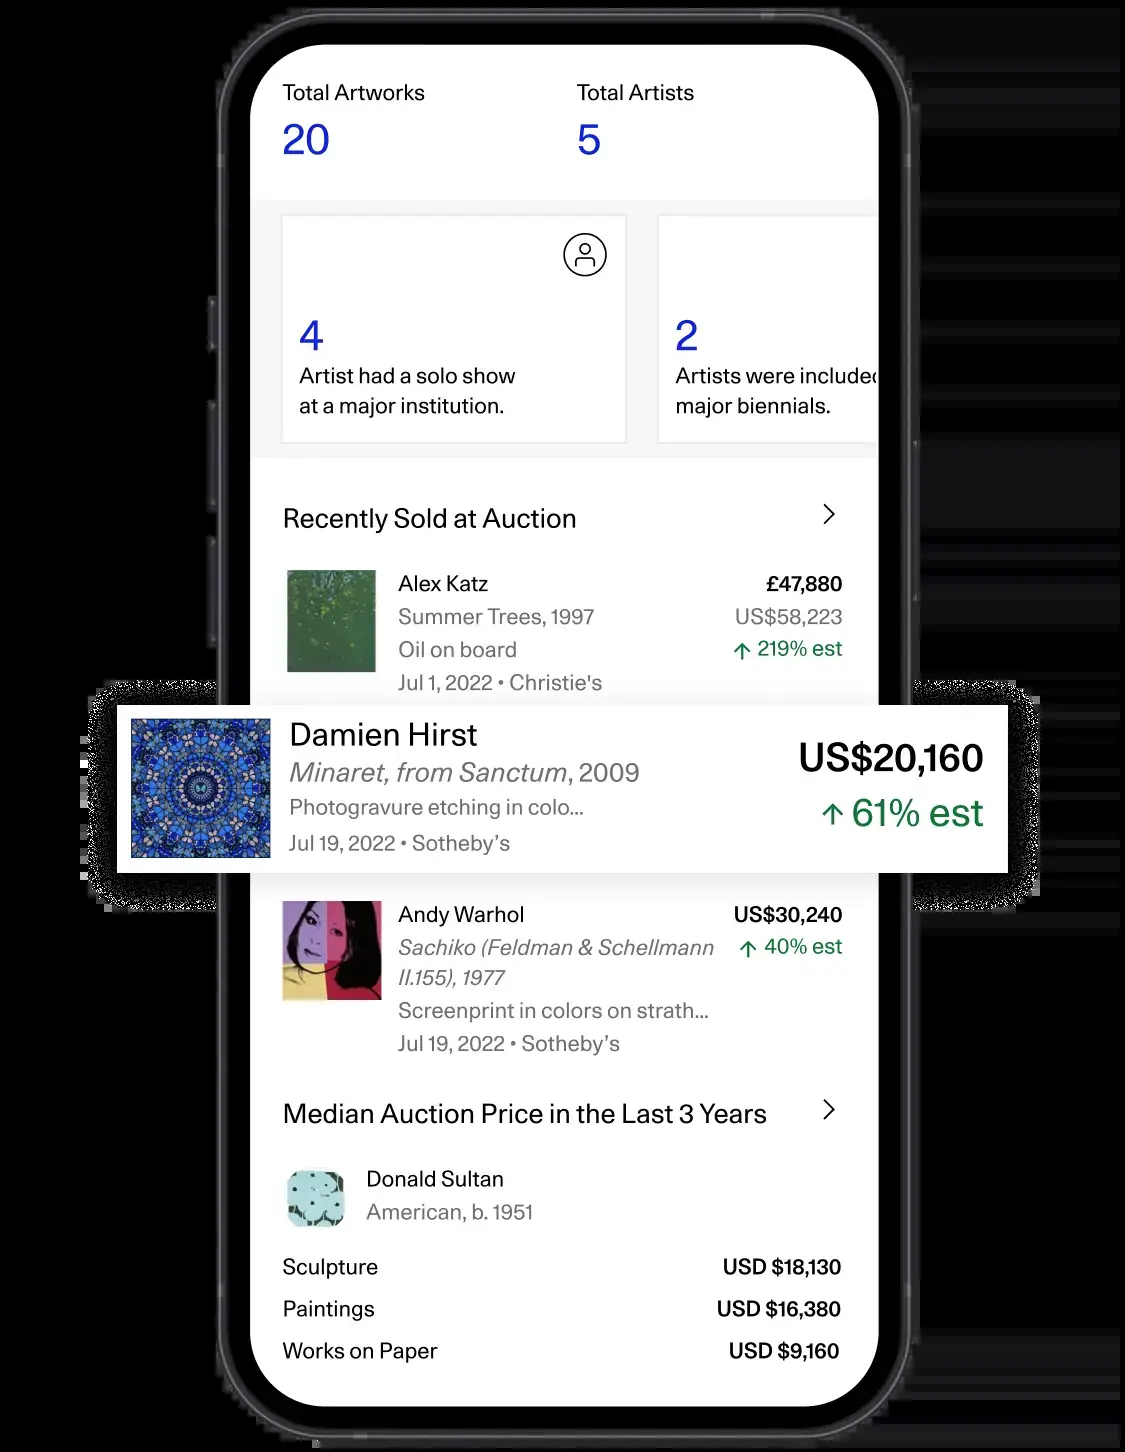 Total Artworks
Total Artists
20
5
4
Artist had a solo show
at a major institution.
2
Artists were included
major biennials.
Recently Sold at Auction
Alex Katz
£47,880
Summer Trees, 1997
US$58,223
Oil on board
↑ 219% est
Jul 1, 2022 • Christie's
Damien Hirst
US$20,160
Minaret, from Sanctum, 2009
↑ 61% est
Photogravure etching in colo...
Jul 19, 2022 • Sotheby’s
Andy Warhol
US$30,240
Sachiko (Feldman & Schellmann
↑ 40% est
II.155), 1977
Screenprint in colors on strath...
Jul 19, 2022 • Sotheby’s
Median Auction Price in the Last 3 Years
Donald Sultan
American, b. 1951
Sculpture
USD $18,130
Paintings
USD $16,380
Works on Paper
USD $9,160